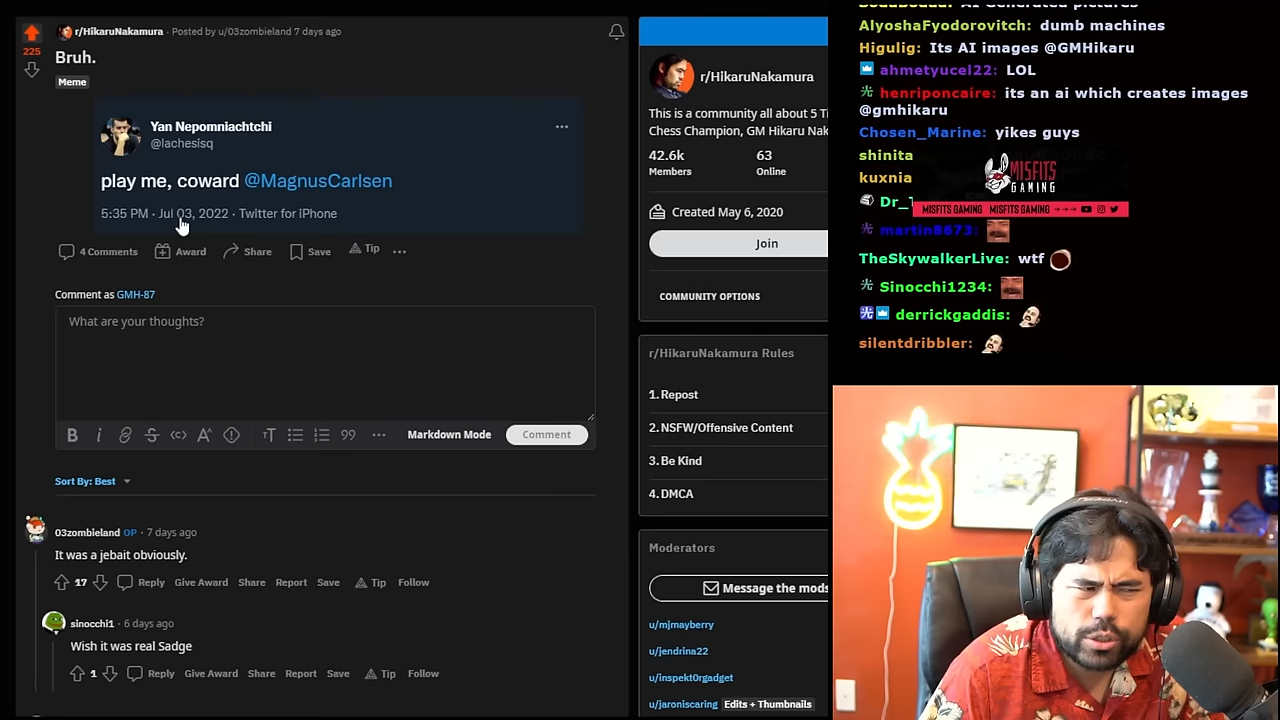 225
r/HikaruNakamura · Posted by u/03zombieland 7 days ago
Bruh.
Meme
Yan Nepomniachtchi
@lachesisq
play me, coward @MagnusCarlsen
5:35 PM · Jul 03, 2022 · Twitter for IPhone
4 Comments Award Share Save Tip
Comment as GMH-87
What are your thoughts?
Markdown Mode Comment
Sort By: Best
03zombieland OP · 7 days ago
It was a jebait obviously.
17 Reply Give Award Share Report Save Tip Follow
sinocchi1 · 6 days ago
Wish it was real Sadge
1 Reply Give Award Share Report Save Tip Follow
r/HikaruNakamura
This is a community all about 5 Ti
Chess Champion, GM Hikaru Nak
42.6k 63
Members Online
Created May 6, 2020
Join
COMMUNITY OPTIONS
r/HikaruNakamura Rules
1. Repost
2. NSFW/Offensive Content
3. Be Kind
4. DMCA
Moderators
Message the mods
u/mjmayberry
u/jendrina22
u/inspekt0rgadget
u/jaroniscaring Edits + Thumbnails
AlyoshaFyodorovitch: dumb machines
Higulig: Its AI images @GMHikaru
ahmetyucel22: LOL
henriponcaire: its an ai which creates images
@gmhikaru
Chosen_Marine: yikes guys
shinita
kuxnia
MISFITS
GAMING
MISFITS GAMING MISFITS GAMING
martin8673:
TheSkywalkerLive: wtf
Sinocchi1234:
derrickgaddis:
silentdribbler: